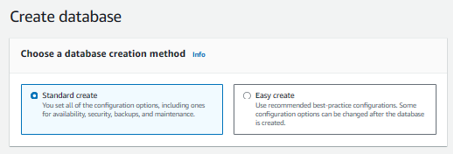 Create database
Choose a database creation method Info
Standard create
You set all of the configuration options, including ones
for availability, security, backups, and maintenance.
Easy create
Use recommended best-practice configurations. Some
configuration options can be changed after the database
is created.